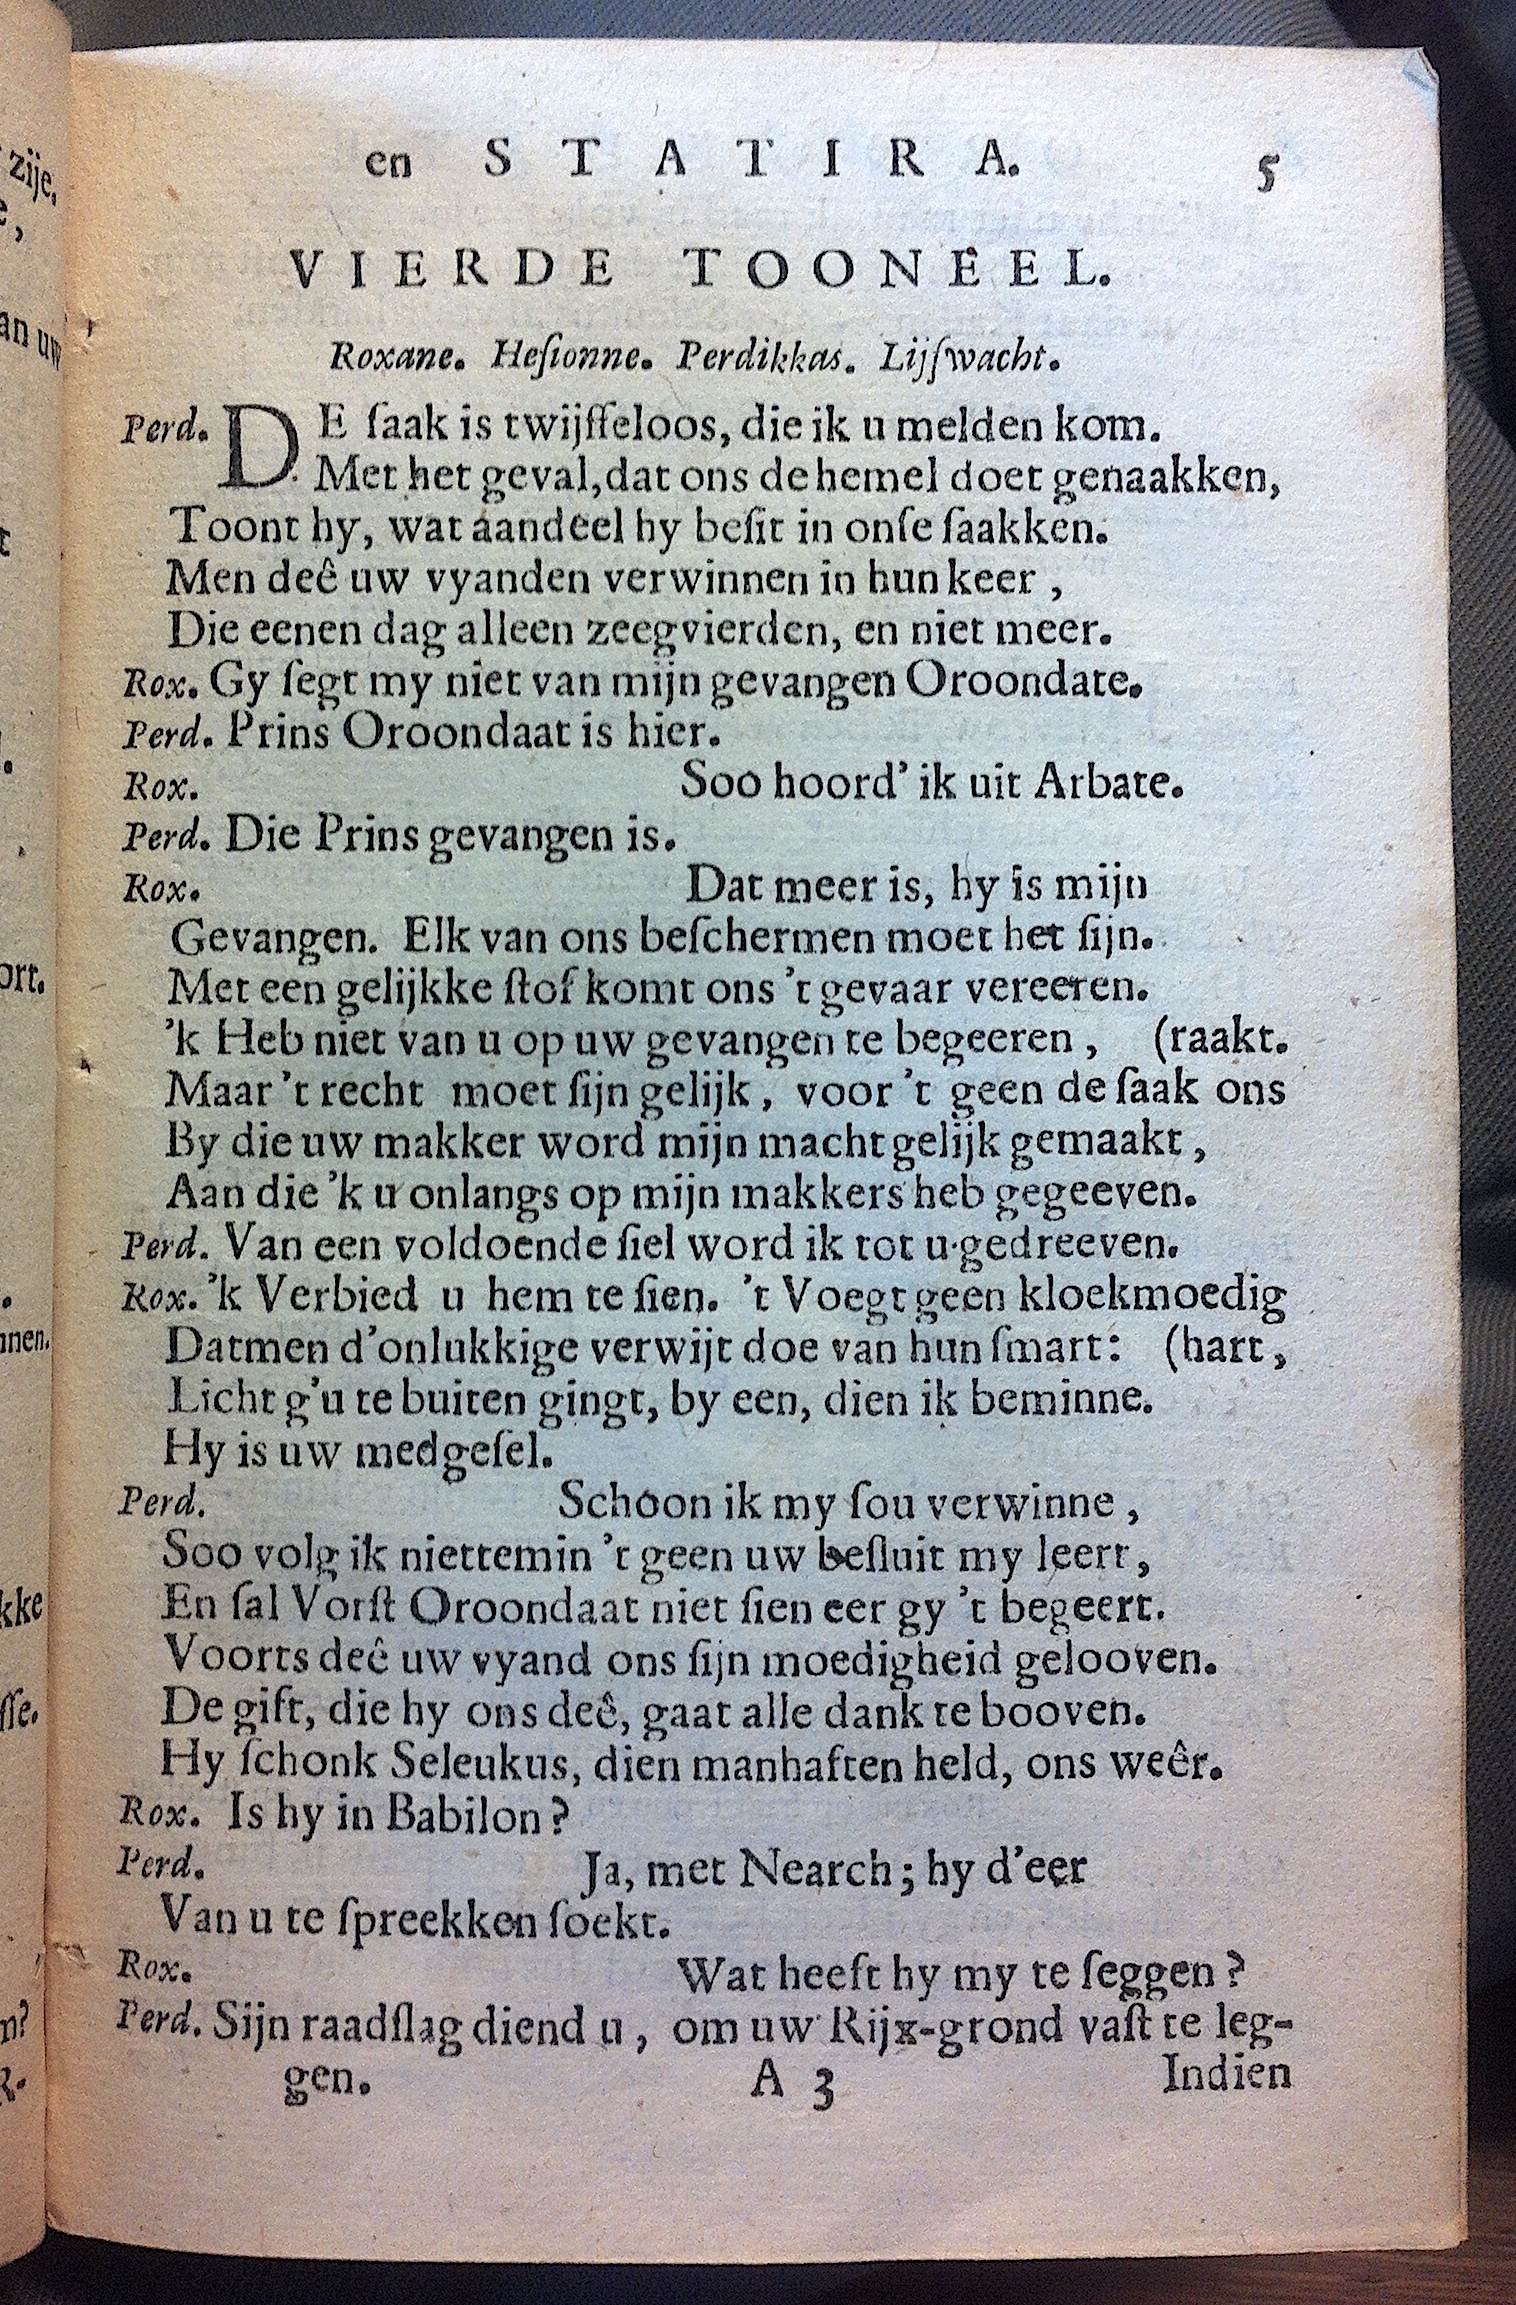 en STATIRA. 5
VIERDE TOONEEL.
Roxane. Heſionne. Perdikkas. Lijfwacht.
Perd. DE ſaak is twijffeloos, die ik u melden kom.
Met het geval, dat ons de hemel doet genaakken,
Toont hy, wat aandeel hy beſit in onſe ſaakken.
Men deê uw vyanden verwinnen in hun keer,
Die eenen dag alleen zeegvierden, en niet meer.
Rox. Gy ſegt my niet van mijn gevangen Oroondate.
Perd. Prins Oroondaat is hier.
Rox. Soo hoord' ik uit Arbate.
Perd. Die Prins gevangen is.
Rox. Dat meer is, hy is mijn
Gevangen. Elk van ons beſchermen moet het ſijn.
Met een gelijkke ſtof komt ons 't gevaar vereeren.
'k Heb niet van u op uw gevangen te begeeren, (raakt.
Maar 't recht moet ſijn gelijk, voor 't geen de ſaak ons
By die uw makker word mijn macht gelijk gemaakt,
Aan die 'k u onlangs op mijn makkers heb gegeeven.
Perd. Van een voldoende ſiel word ik tot u gedreeven.
Rox. 'k Verbied u hem te ſien. 't Voegt geen kloekmoedig
Datmen d'onlukkige verwijt doe van hun ſmart: (hart,
Licht g'u te buiten gingt, by een, dien ik beminne.
Hy is uw medgeſel.
Perd. Schoon ik my ſou verwinne,
Soo volg ik niettemin 't geen uw beſluit my leert,
En ſal Vorſt Oroondaat niet ſien eer gy 't begeert.
Voorts deê uw vyand ons ſijn moedigheid gelooven.
De gift, die hy ons deê, gaat alle dank te booven.
Hy ſchonk Seleukus, dien manhaften held, ons weêr.
Rox. Is hy in Babilon?
Perd. Ja, met Nearch; hy d'eer
Van u te ſpreekken ſoekt.
Rox. Wat heeft hy my te ſeggen?
Perd. Sijn raadſlag diend u, om uw Rijx-grond vaſt te leg-
gen. A 3 Indien